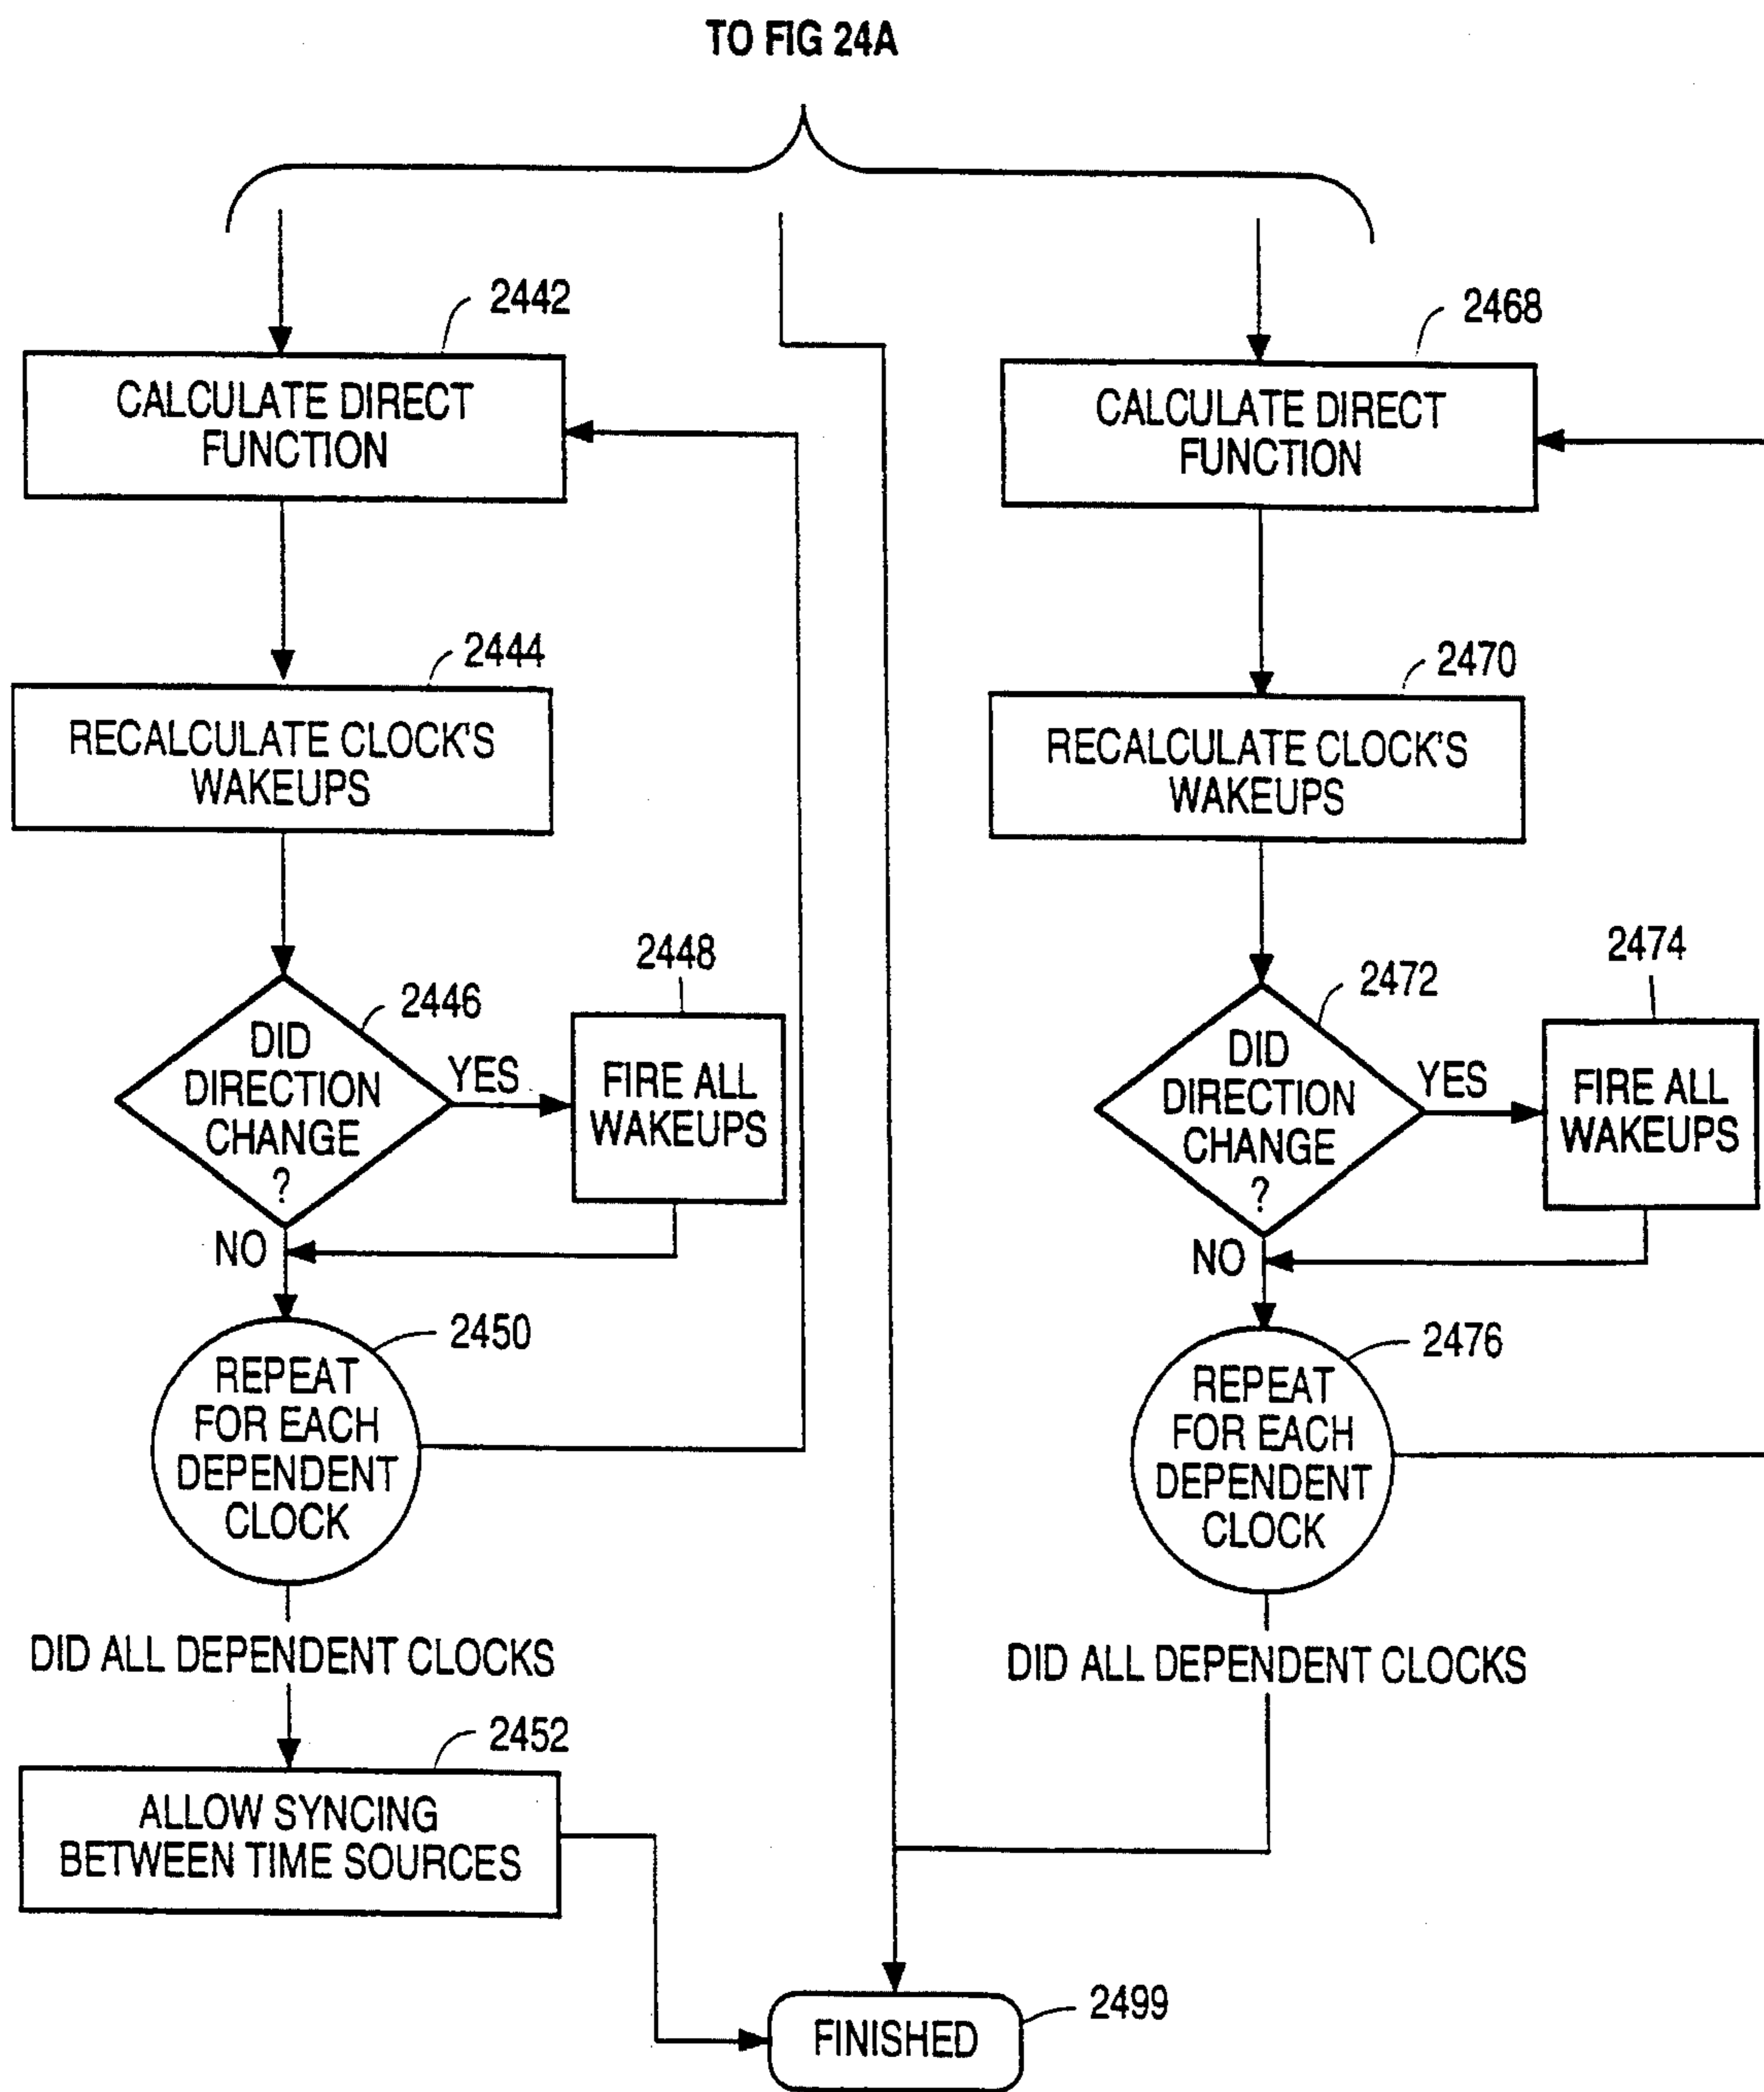 TO FIG 24A
2442
CALCULATE DIRECT
FUNCTION
2444
RECALCULATE CLOCK'S
WAKEUPS
2446
DID
DIRECTION
CHANGE
?
YES
2448
FIRE ALL
WAKEUPS
NO
2450
REPEAT
FOR EACH
DEPENDENT
CLOCK
DID ALL DEPENDENT CLOCKS
2452
ALLOW SYNCING
BETWEEN TIME SOURCES
2468
CALCULATE DIRECT
FUNCTION
2470
RECALCULATE CLOCK'S
WAKEUPS
2472
DID
DIRECTION
CHANGE
?
YES
2474
FIRE ALL
WAKEUPS
NO
2476
REPEAT
FOR EACH
DEPENDENT
CLOCK
DID ALL DEPENDENT CLOCKS
2499
FINISHED